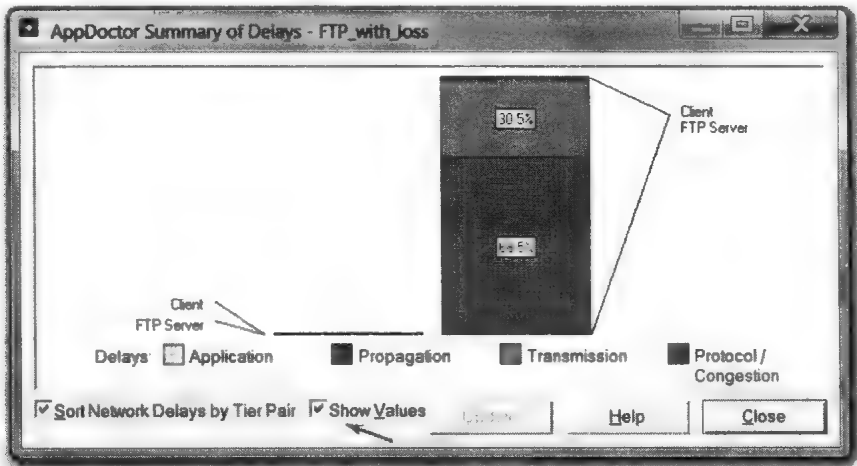 AppDoctor Summary of Delays - FTP_with_loss
30.5%
Client
FTP Server
Client
FTP Server
Delays: Application
Propagation
Transmission
Protocol /
Congestion
Sort Network Delays by Tier Pair
Show Values
Help
Close